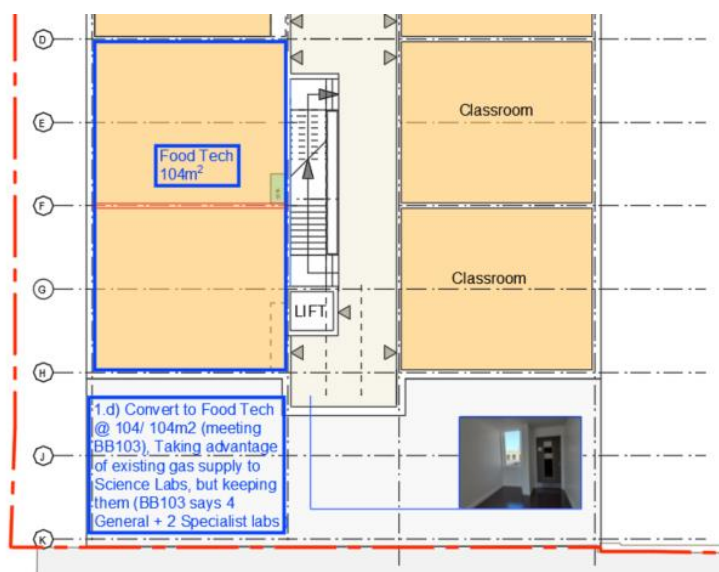 D
E
Classroom
Food Tech
104m²
F
G
Classroom
LIFT
H
1.d) Convert to Food Tech
@ 104/ 104m2 (meeting
BB103), Taking advantage
of existing gas supply to
Science Labs, but keeping
them (BB103 says 4
General + 2 Specialist labs
J
K